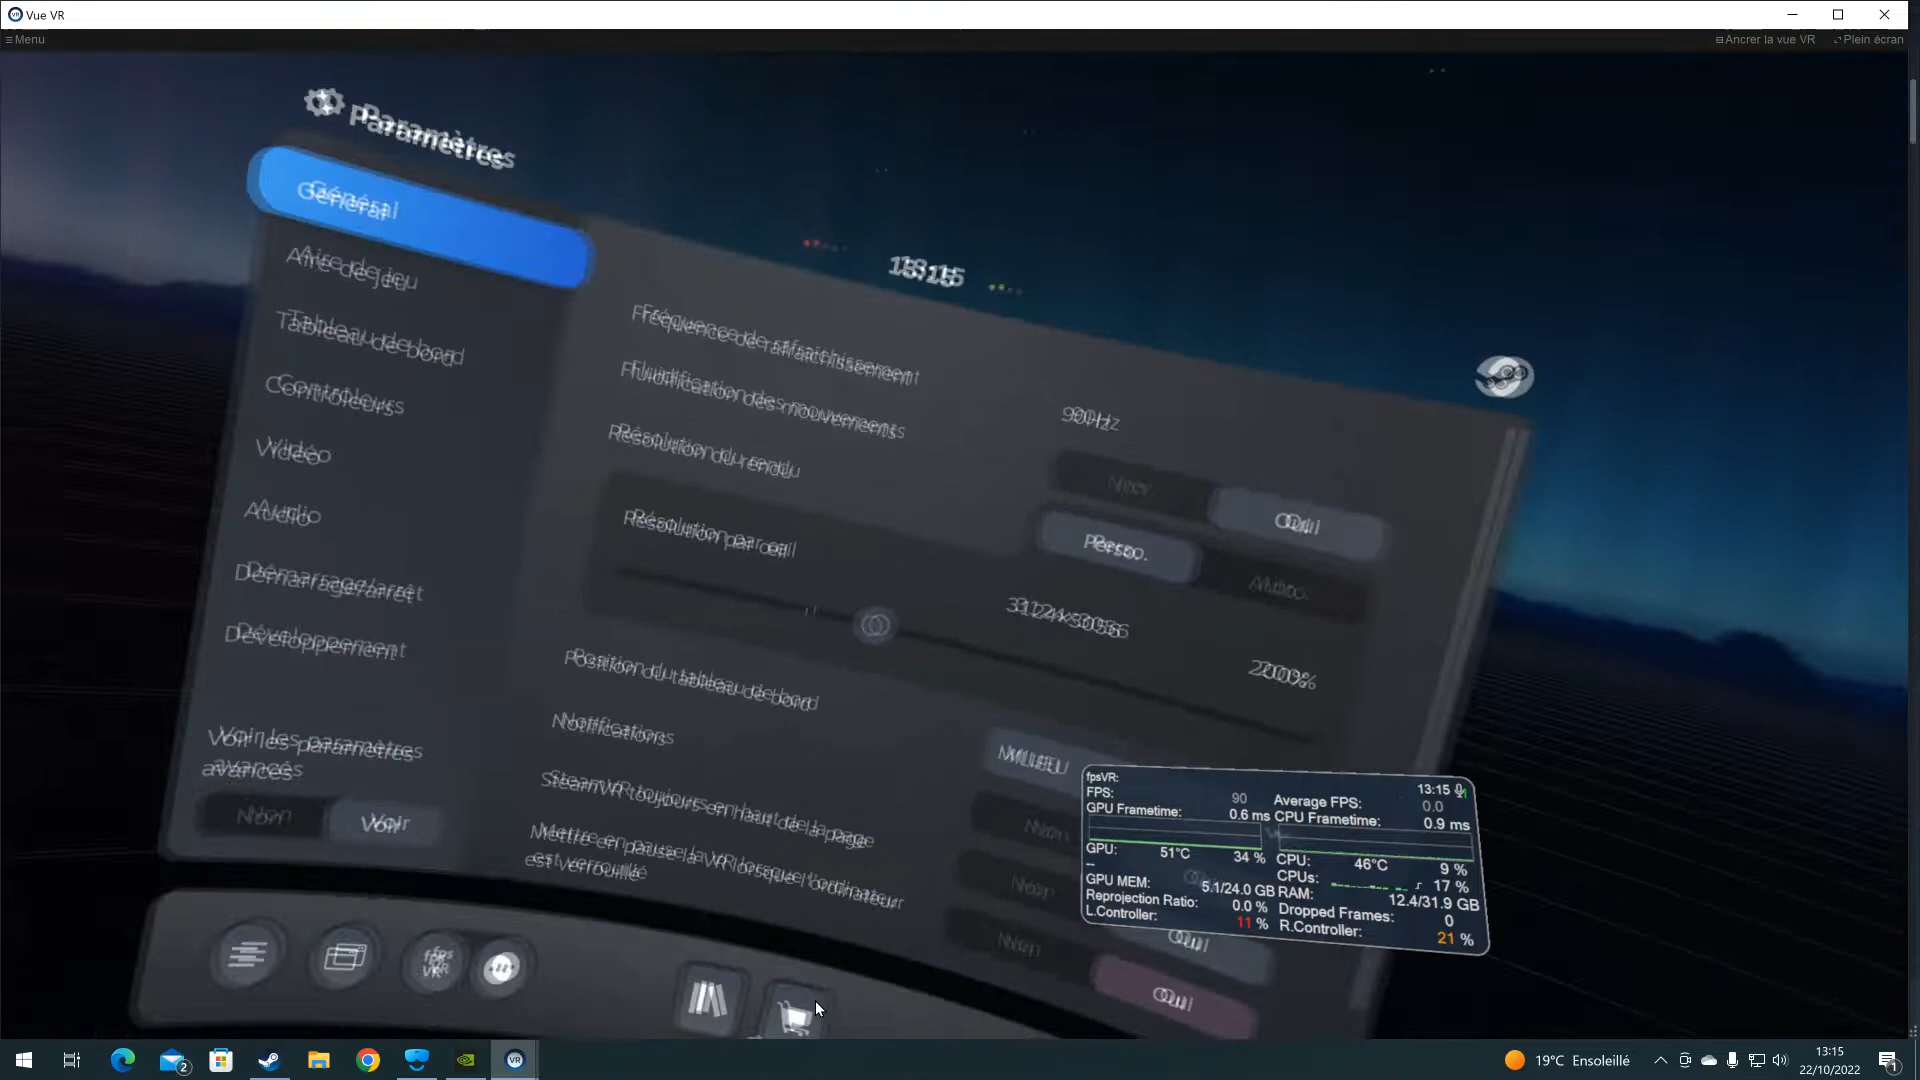 Vue VR
Menu
Ancrer la vue VR
Plein écran
Paramètres
Général
Aire de jeu
Tableau de bord
Contrôleurs
Vidéo
Audio
Démarrage/arrêt
Développement
Voir les paramètres
avancés
Non
Voir
13:15
Fréquence de rafraîchissement
90Hz
Fluidification des mouvements
Non
Oui
Résolution du rendu
Perso.
Auto.
Résolution par œil
200%
Position du tableau de bord
MILIEU
Notifications
Non
SteamVR toujours en haut de la page
Non
Oui
Mettre en pause la VR lorsque l'ordinateur
est verrouillé
Non
Oui
fps
VR
fpsVR:
13:15
FPS: 90
Average FPS: 0.0
GPU Frametime: 0.6 ms
CPU Frametime: 0.9 ms
GPU: 51°C 34 %
CPU: 46°C 9 %
--
CPUs: 17 %
GPU MEM: 5.1/24.0 GB
RAM: 12.4/31.9 GB
Reprojection Ratio: 0.0 %
Dropped Frames: 0
L.Controller: 11 %
R.Controller: 21 %
2
VR
19°C Ensoleillé
13:15
22/10/2022
1